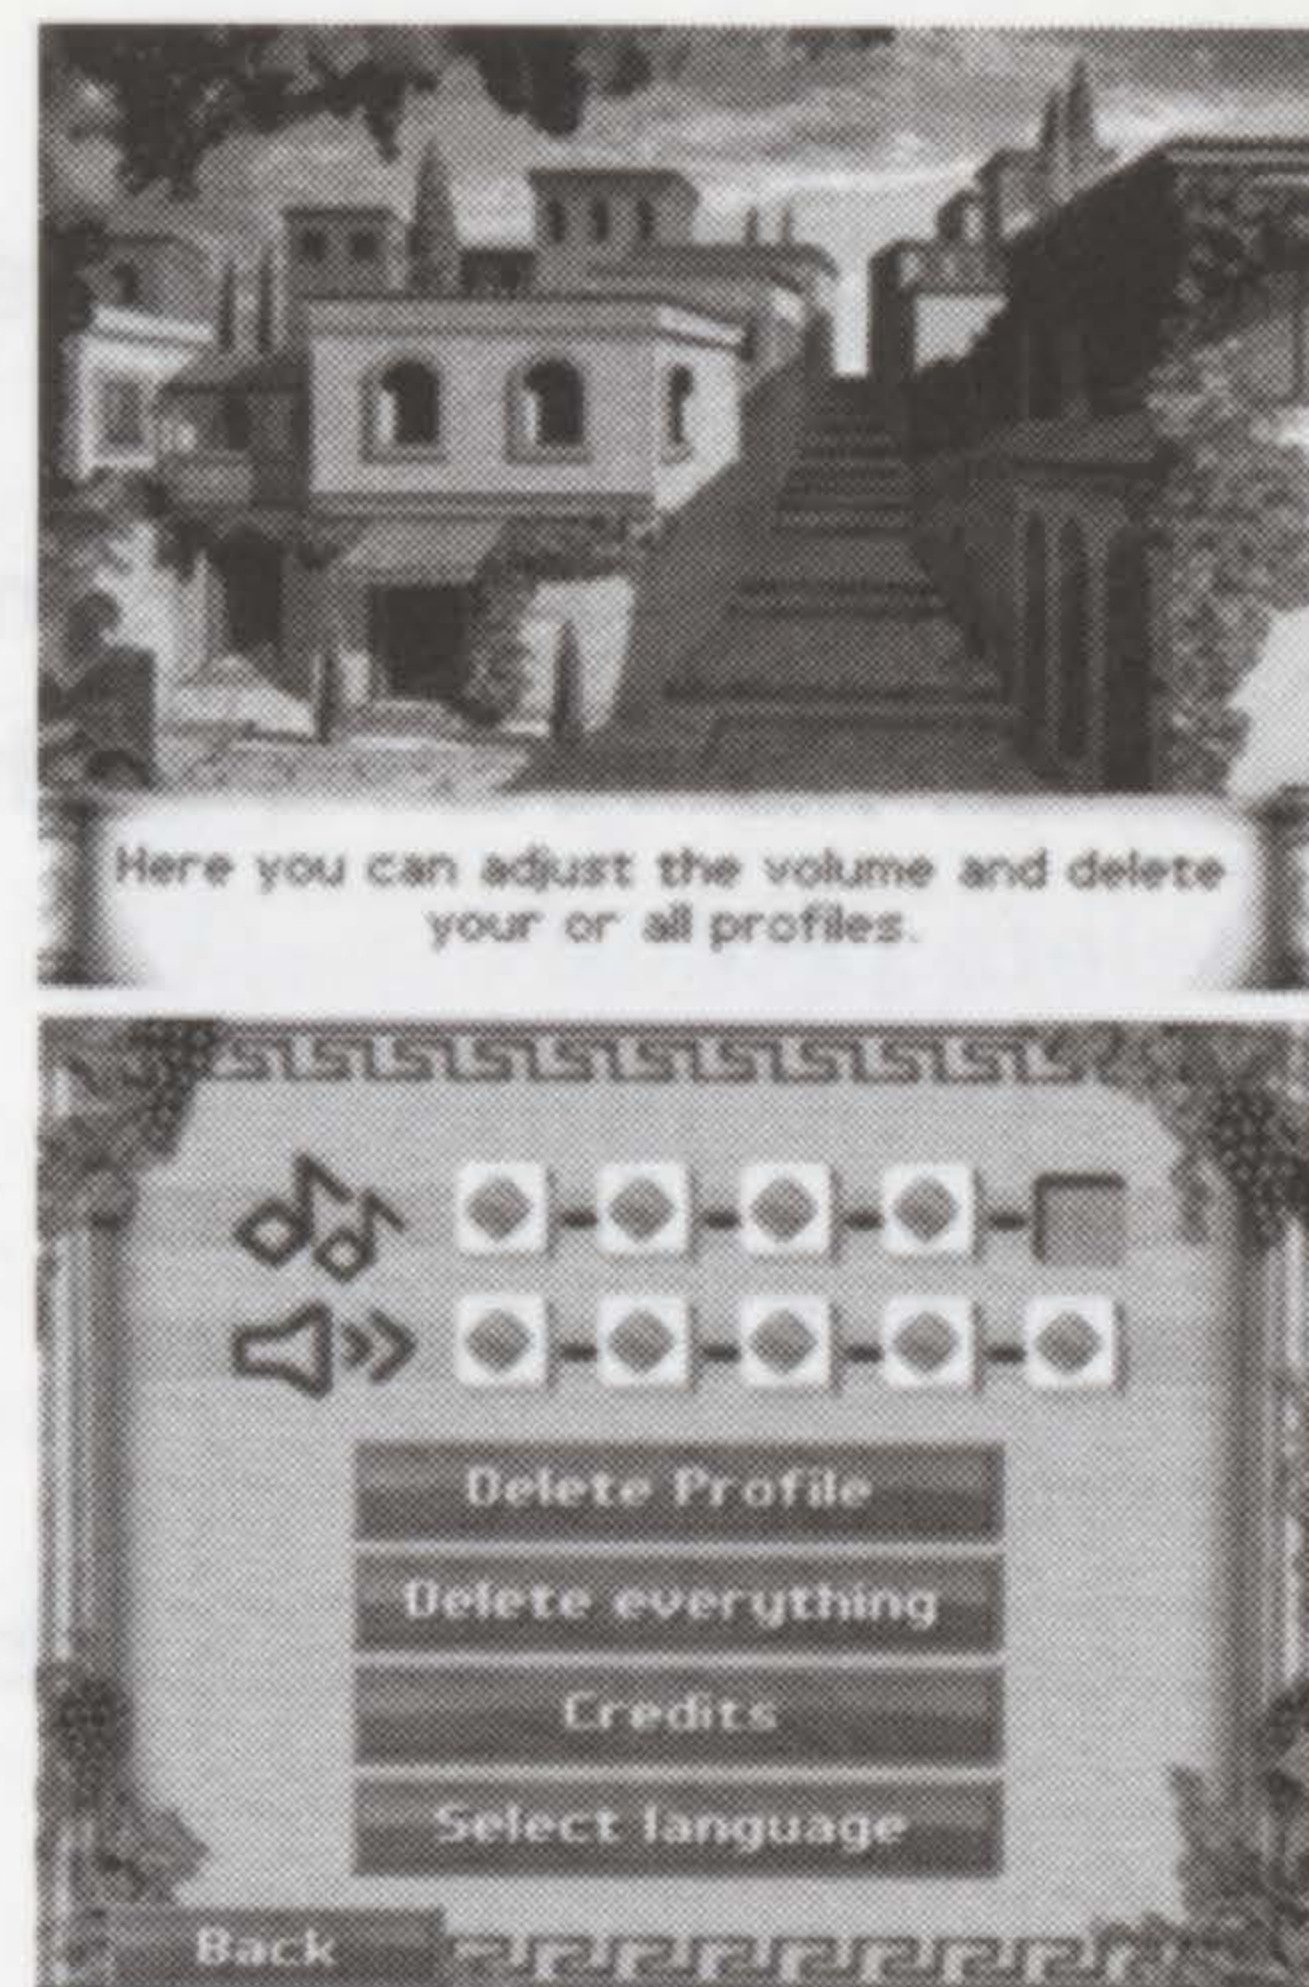 Here you can adjust the volume and delete
your or all profiles.
Delete Profile
Delete everything
Credits
Select language
Back